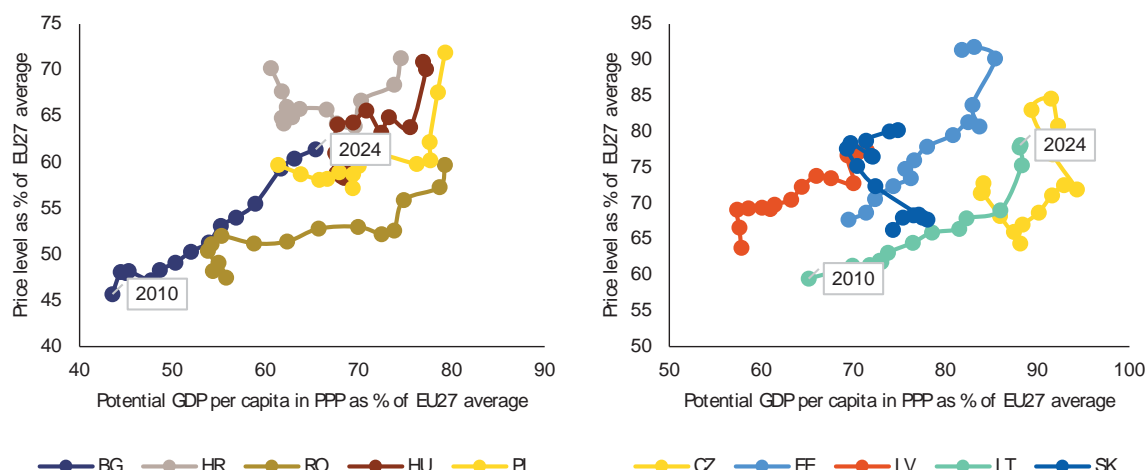 75
70
65
60
55
50
45
40
40 50 60 70 80 90
Price level as % of EU27 average
Potential GDP per capita in PPP as % of EU27 average
2024
2010
BG HR RO HU PL
95
90
85
80
75
70
65
60
55
50
50 60 70 80 90 100
Price level as % of EU27 average
Potential GDP per capita in PPP as % of EU27 average
2024
2010
CZ EE LV LT SK